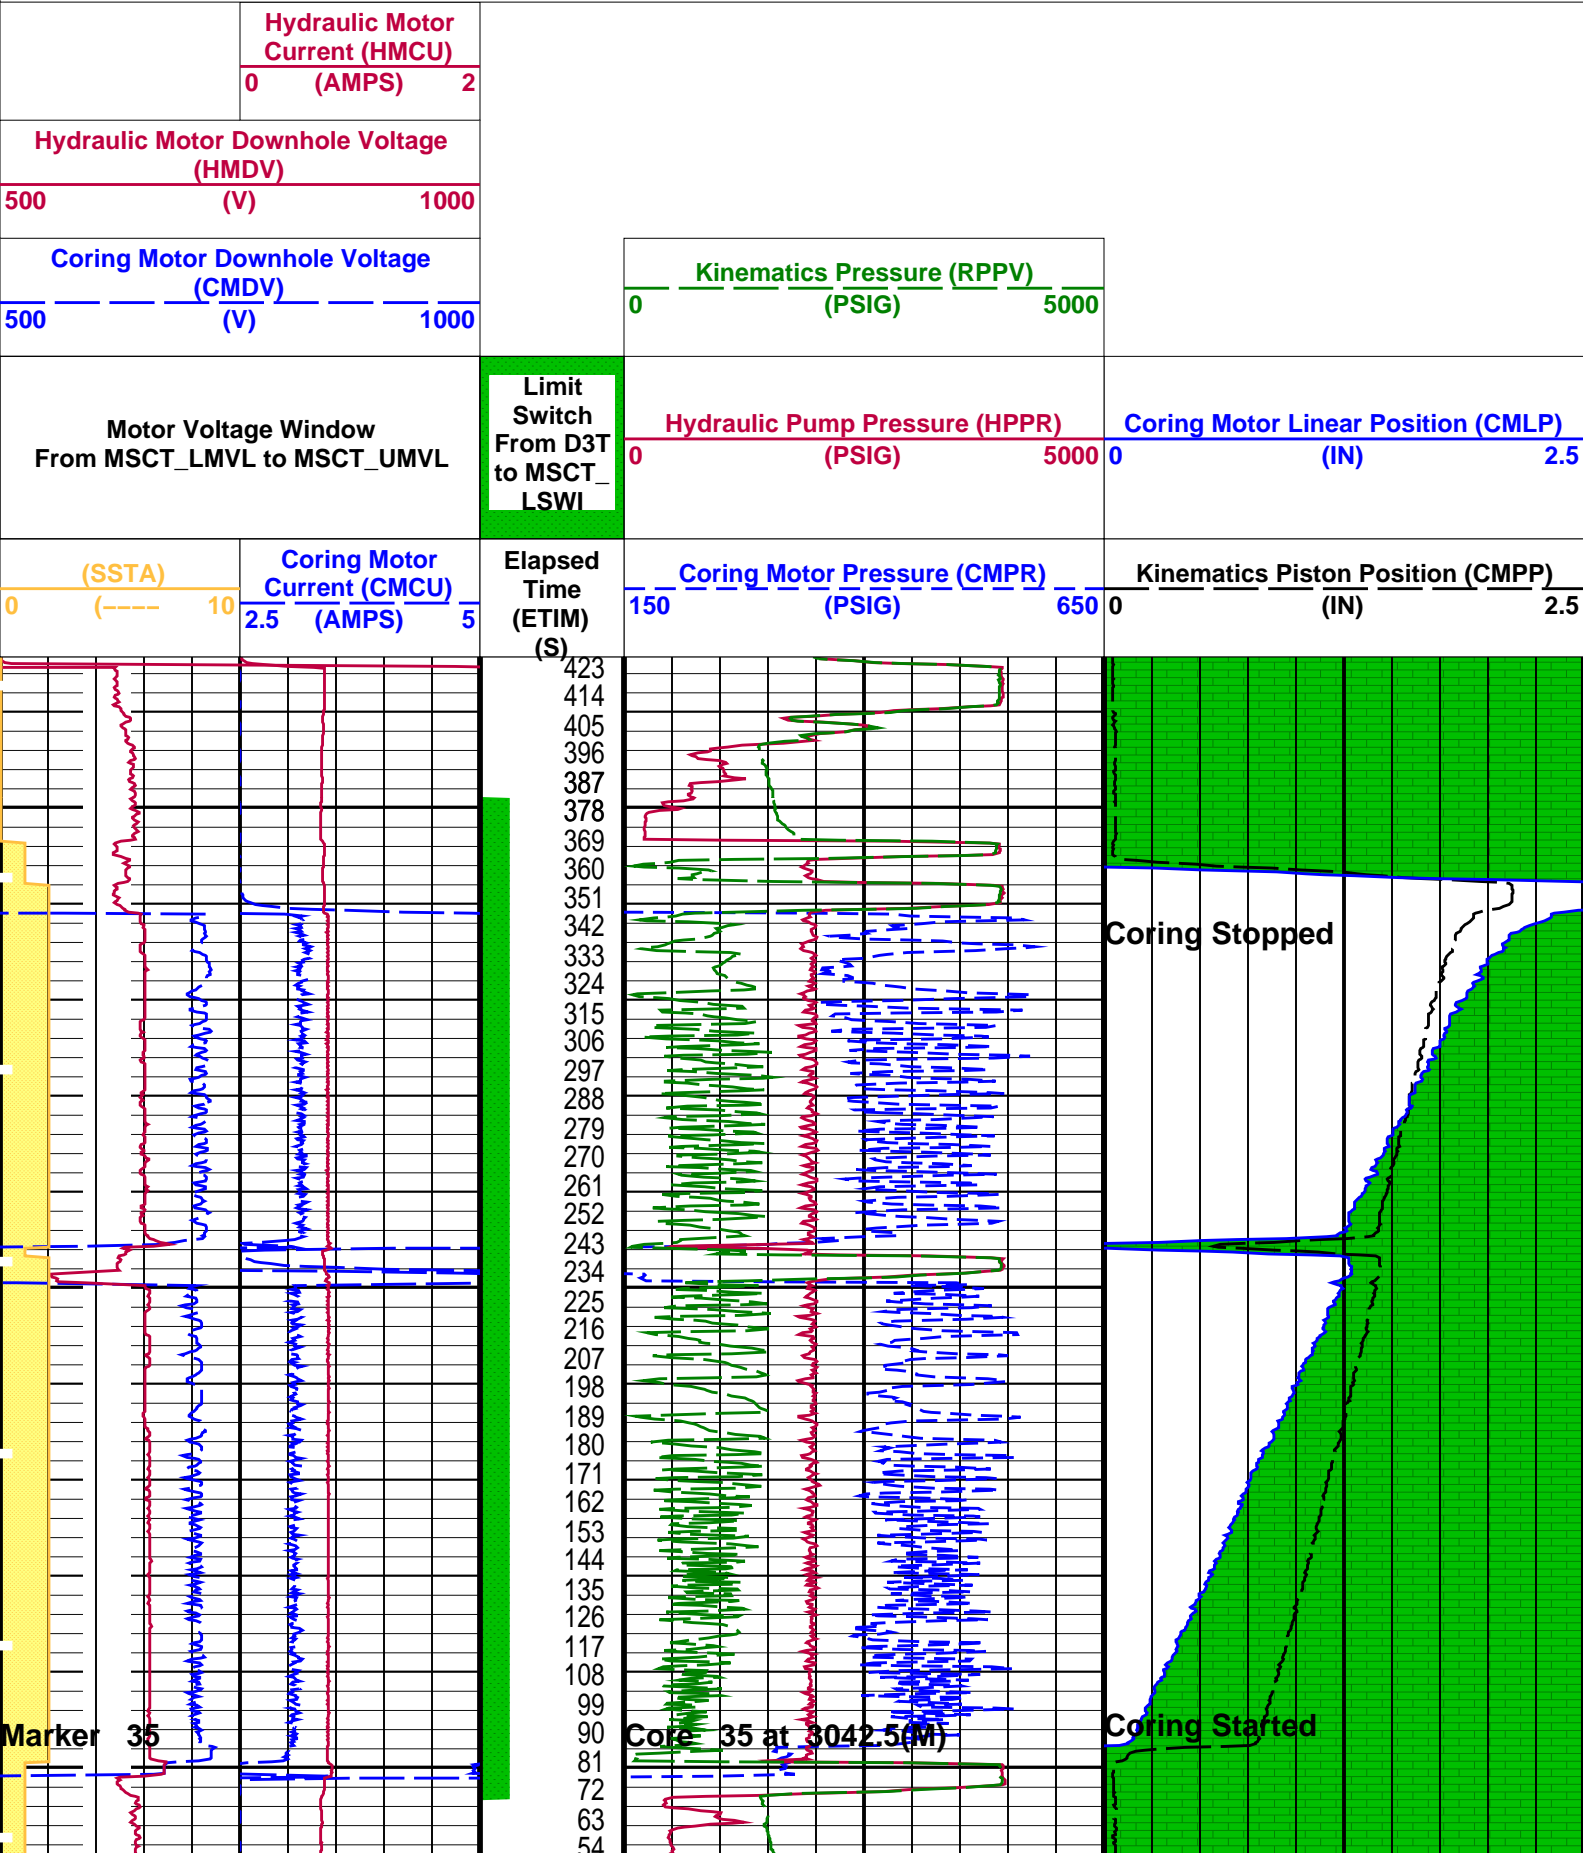 Hydraulic Motor
Current (HMCU)
0 (AMPS) 2
Hydraulic Motor Downhole Voltage
(HMDV)
500 (V) 1000
Coring Motor Downhole Voltage
(CMDV)
500 (V) 1000
Kinematics Pressure (RPPV)
0 (PSIG) 5000
Motor Voltage Window
From MSCT_LMVL to MSCT_UMVL
Limit
Switch
From D3T
to MSCT_
LSWI
Hydraulic Pump Pressure (HPPR)
0 (PSIG) 5000
Coring Motor Linear Position (CMLP)
0 (IN) 2.5
(SSTA)
0 (---- 10
Coring Motor
Current (CMCU)
2.5 (AMPS) 5
Elapsed
Time
(ETIM)
(S)
Coring Motor Pressure (CMPR)
150 (PSIG) 650
Kinematics Piston Position (CMPP)
0 (IN) 2.5
423
414
405
396
387
378
369
360
351
342
Coring Stopped
333
324
315
306
297
288
279
270
261
252
243
234
225
216
207
198
189
180
171
162
153
144
135
126
117
108
99
90
Marker 35
Core 35 at 3042.5(M)
Coring Started
81
72
63
54